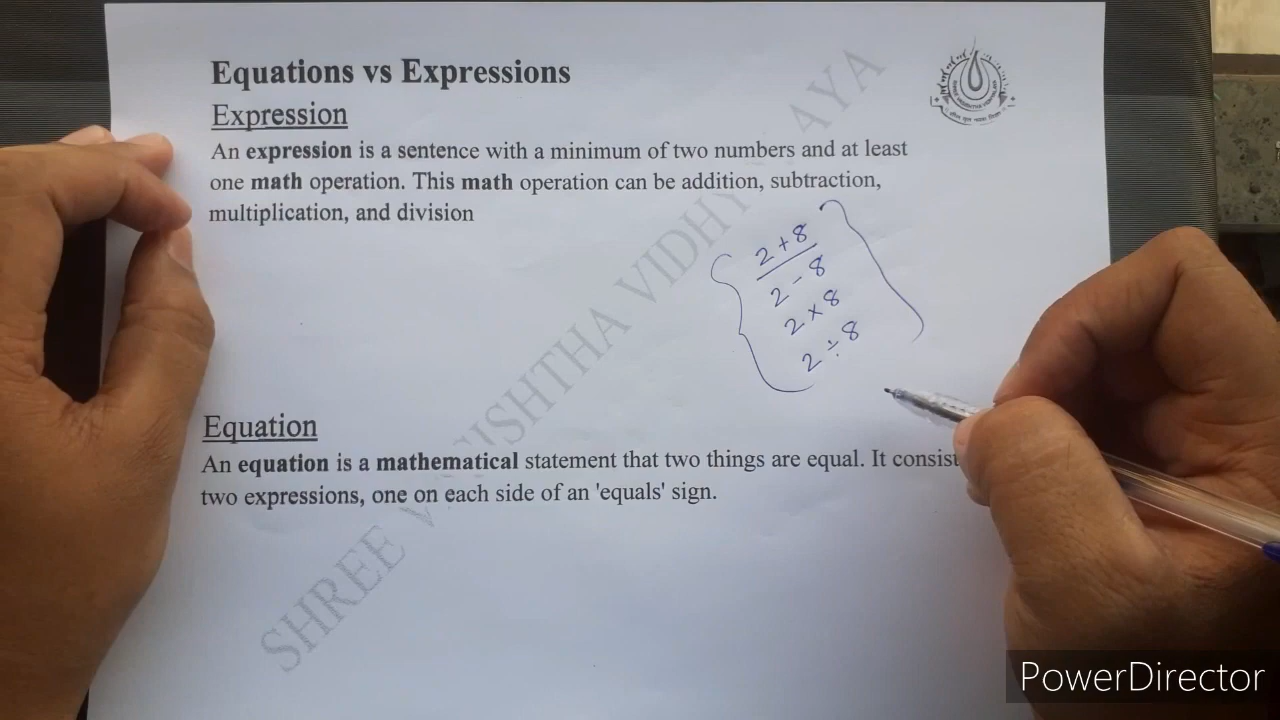 Equations vs Expressions
Expression
An expression is a sentence with a minimum of two numbers and at least
one math operation. This math operation can be addition, subtraction,
multiplication, and division
2 + 8
2 - 8
2 × 8
2 ÷ 8
Equation
An equation is a mathematical statement that two things are equal. It consist
two expressions, one on each side of an 'equals' sign.
SHREE V SISHTHA VIDHY AYA
PowerDirector